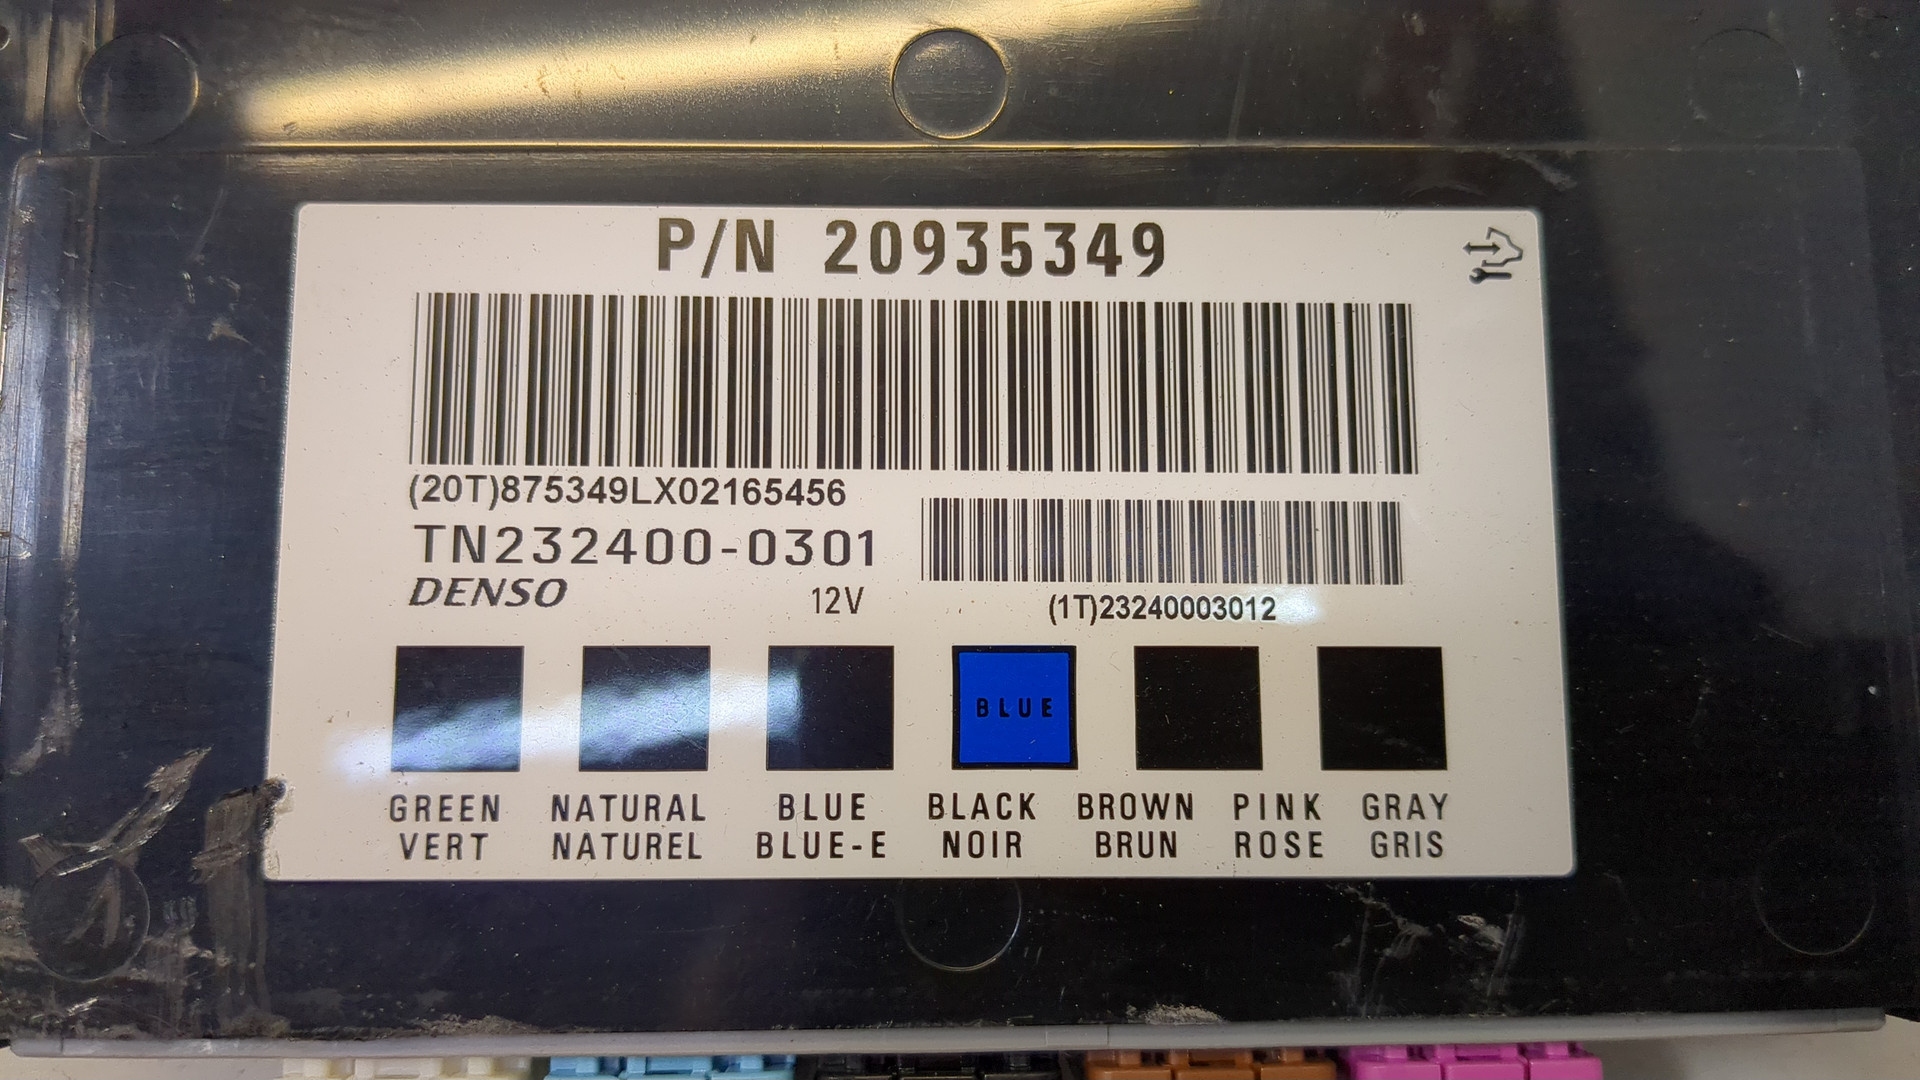 P/N 20935349
(20T)875349LX02165456
TN232400-0301
DENSO 12V
(1T)23240003012
BLUE
GREEN NATURAL BLUE BLACK BROWN PINK GRAY
VERT NATUREL BLUE-E NOIR BRUN ROSE GRIS